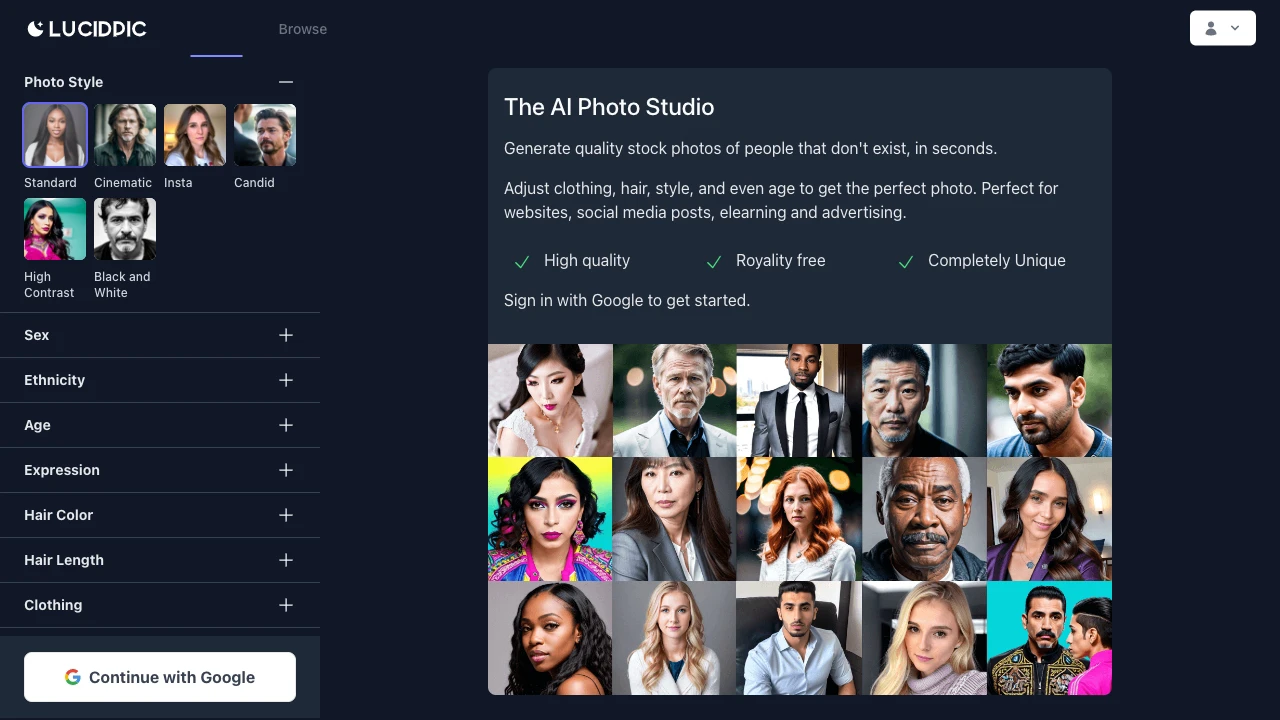 LUCIDPIC
Browse
Photo Style
Standard
Cinematic
Insta
Candid
High
Contrast
Black and
White
Sex
Ethnicity
Age
Expression
Hair Color
Hair Length
Clothing
Continue with Google
The AI Photo Studio
Generate quality stock photos of people that don't exist, in seconds.
Adjust clothing, hair, style, and even age to get the perfect photo. Perfect for
websites, social media posts, elearning and advertising.
High quality
Royality free
Completely Unique
Sign in with Google to get started.